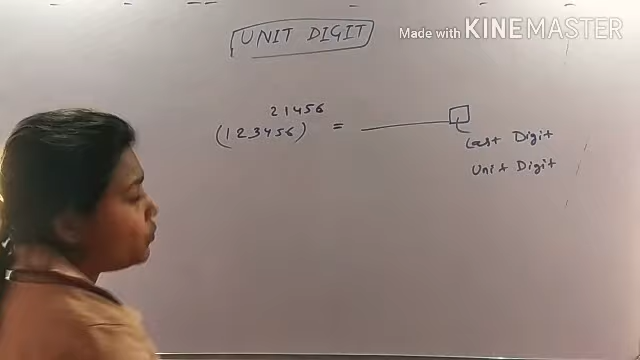 Made with KINEMASTER
UNIT DIGIT
21456
(123456) =
Last Digit
Unit Digit